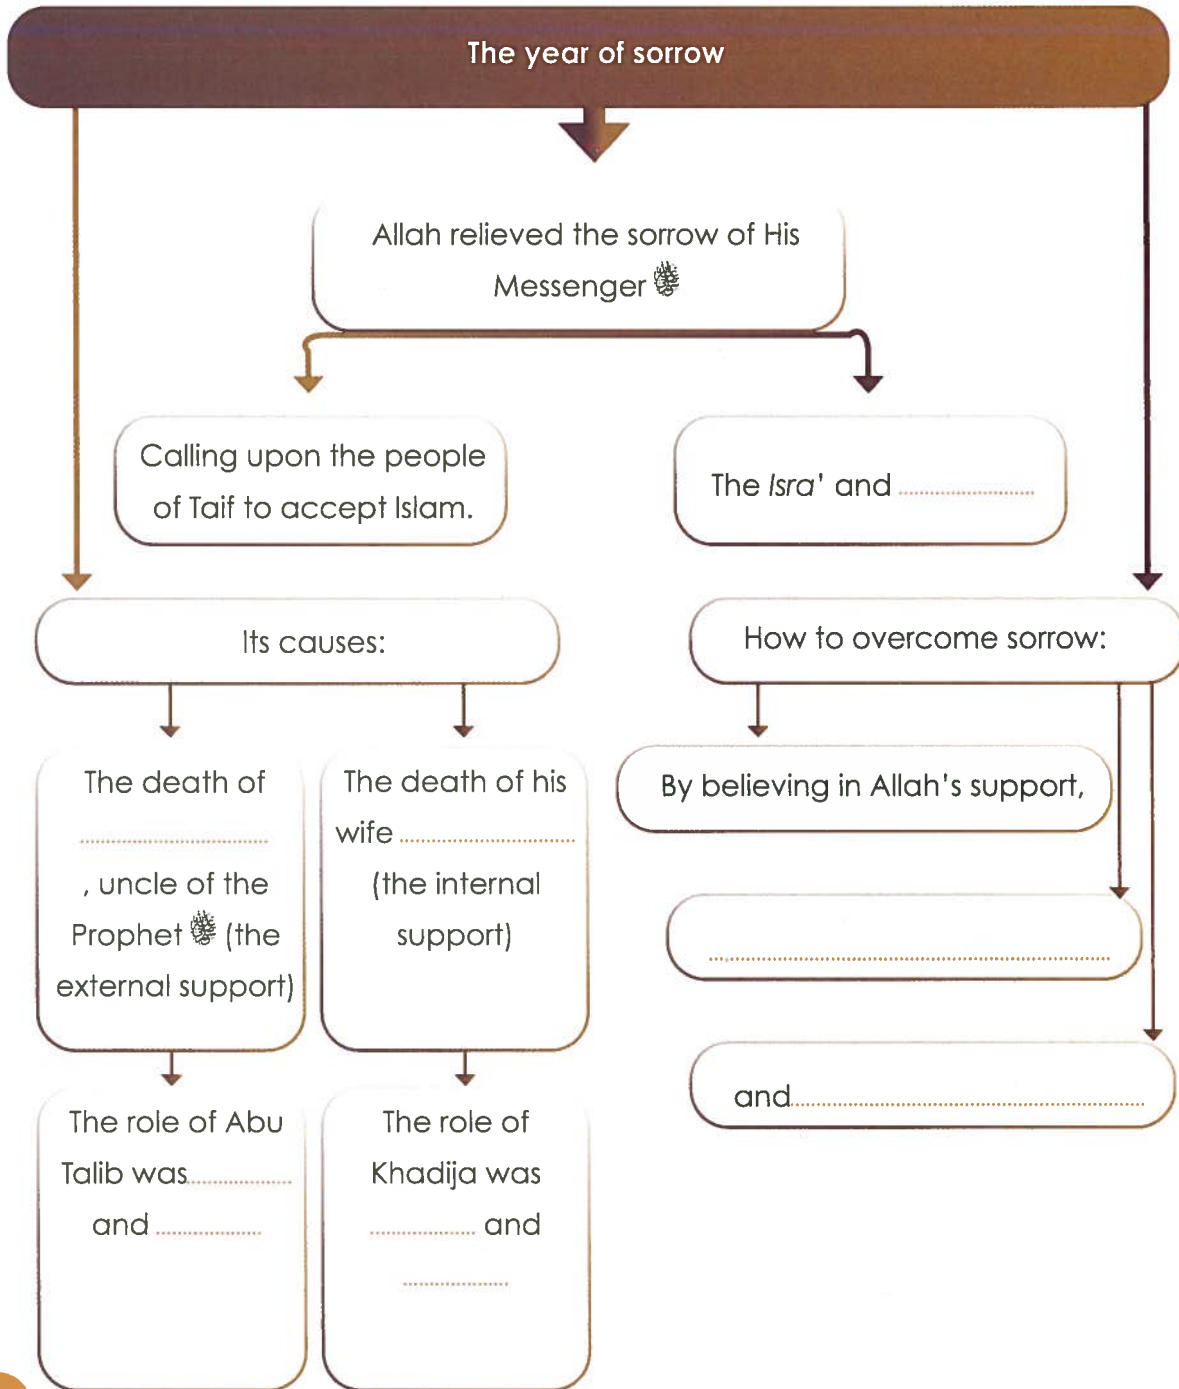 The year of sorrow
Allah relieved the sorrow of His
Messenger ﷺ
Calling upon the people
of Taif to accept Islam.
The Isra' and ........................
Its causes:
How to overcome sorrow:
The death of
................................
, uncle of the
Prophet ﷺ (the
external support)
The death of his
wife ..............................
(the internal
support)
By believing in Allah's support,
......................................................................
and..............................................................
The role of Abu
Talib was..................
and ..................
The role of
Khadija was
.................. and
..................